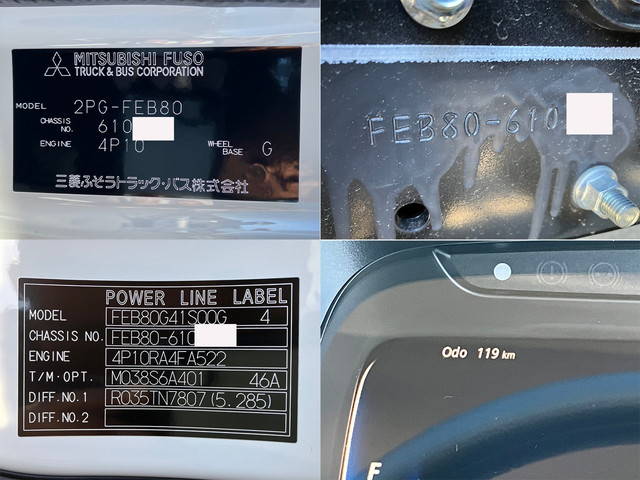 MITSUBISHI FUSO
TRUCK & BUS CORPORATION
MODEL 2PG-FEB80
CHASSIS NO. 610
ENGINE 4P10 WHEEL BASE G
三菱ふそうトラック・バス株式会社
FEB80-610
POWER LINE LABEL
MODEL FEB80G41S00G 4
CHASSIS NO. FEB80-610
ENGINE 4P10RA4FA522
T/M·OPT. M038S6A401 46A
DIFF.NO.1 R035TN7807 (5.285)
DIFF.NO.2
Odo 119 km
F